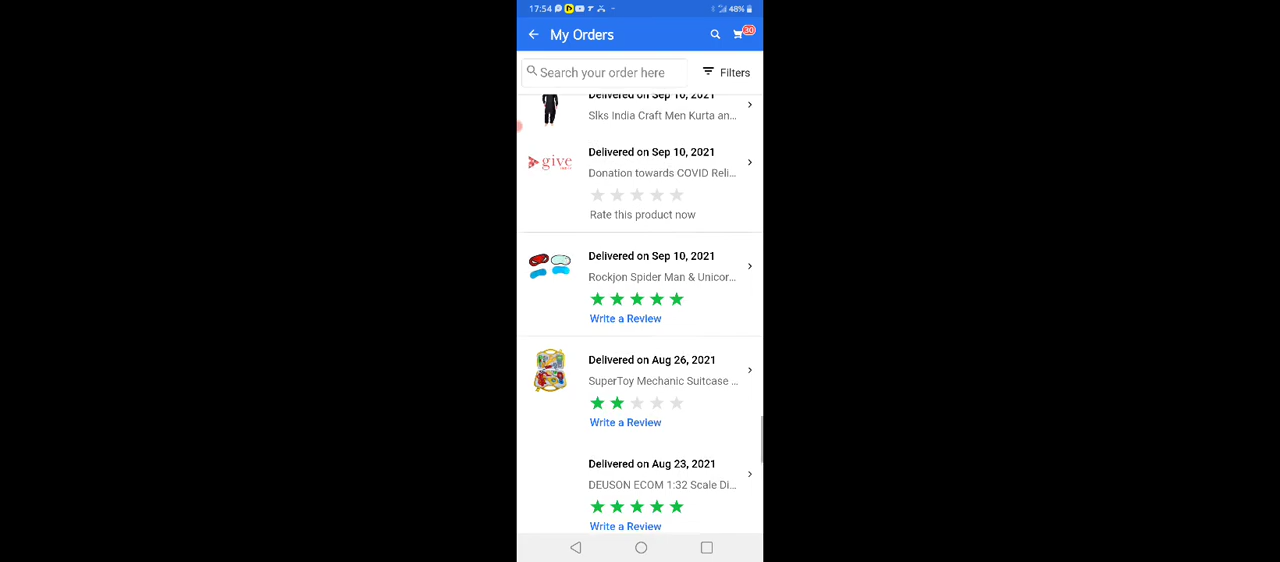 17:54 48%
My Orders 30
Search your order here Filters
Delivered on Sep 10, 2021
Slks India Craft Men Kurta an...
give
Delivered on Sep 10, 2021
Donation towards COVID Reli...
Rate this product now
Delivered on Sep 10, 2021
Rockjon Spider Man & Unicor...
Write a Review
Delivered on Aug 26, 2021
SuperToy Mechanic Suitcase ...
Write a Review
Delivered on Aug 23, 2021
DEUSON ECOM 1:32 Scale Di...
Write a Review